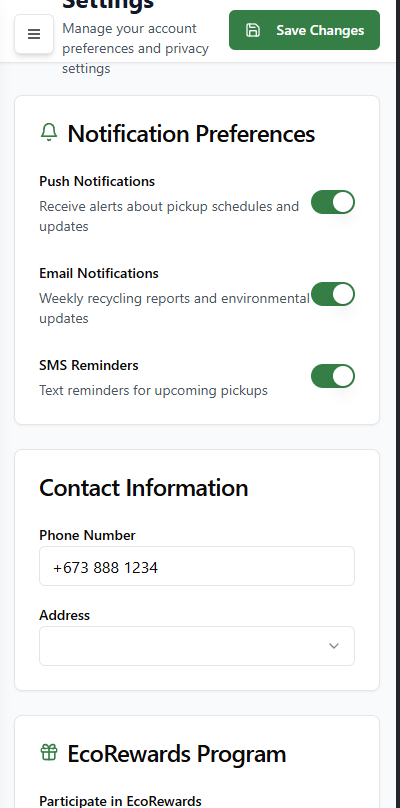 Settings
Manage your account
preferences and privacy
settings
Save Changes
Notification Preferences
Push Notifications
Receive alerts about pickup schedules and
updates
Email Notifications
Weekly recycling reports and environmental
updates
SMS Reminders
Text reminders for upcoming pickups
Contact Information
Phone Number
+673 888 1234
Address
EcoRewards Program
Participate in EcoRewards